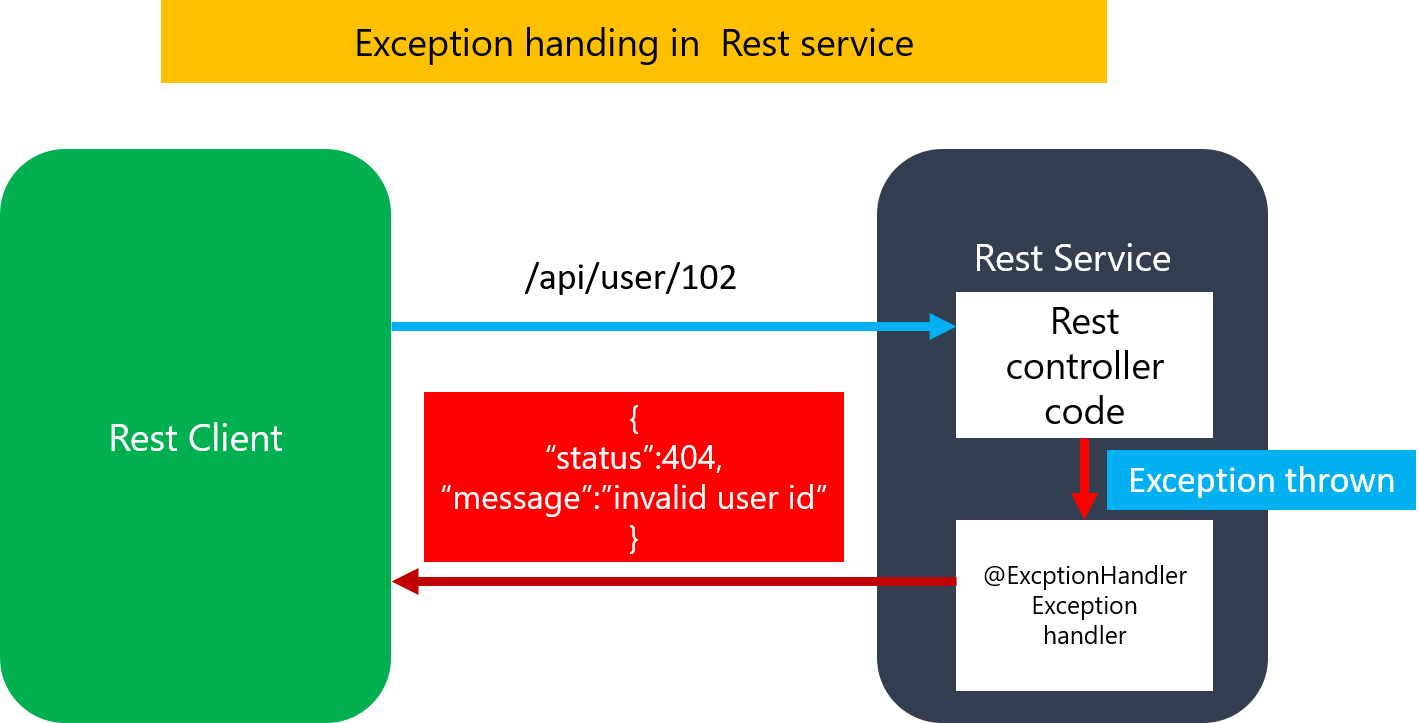 Exception handing in  Rest service
/api/user/102
Rest Service
Rest
controller
code
Rest Client
{
“status”:404,
“message”:”invalid user id”
}
Exception thrown
@ExcptionHandler
Exception
handler